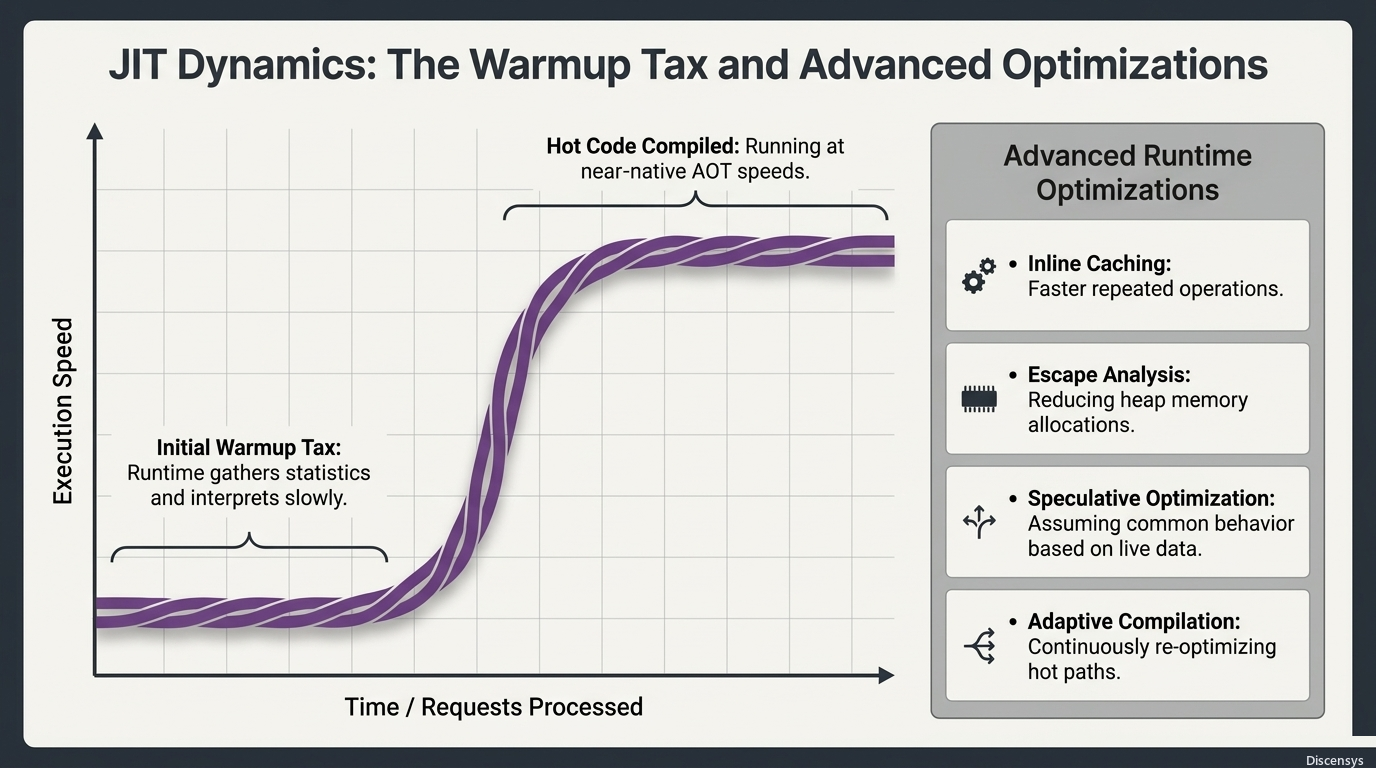 JIT Dynamics: The Warmup Tax and Advanced Optimizations
Hot Code Compiled: Running at
near-native AOT speeds.
Initial Warmup Tax:
Runtime gathers statistics
and interprets slowly.
Execution Speed
Time / Requests Processed
Advanced Runtime
Optimizations
• Inline Caching:
Faster repeated operations.
• Escape Analysis:
Reducing heap memory
allocations.
• Speculative Optimization:
Assuming common behavior
based on live data.
• Adaptive Compilation:
Continuously re-optimizing
hot paths.
Discensys